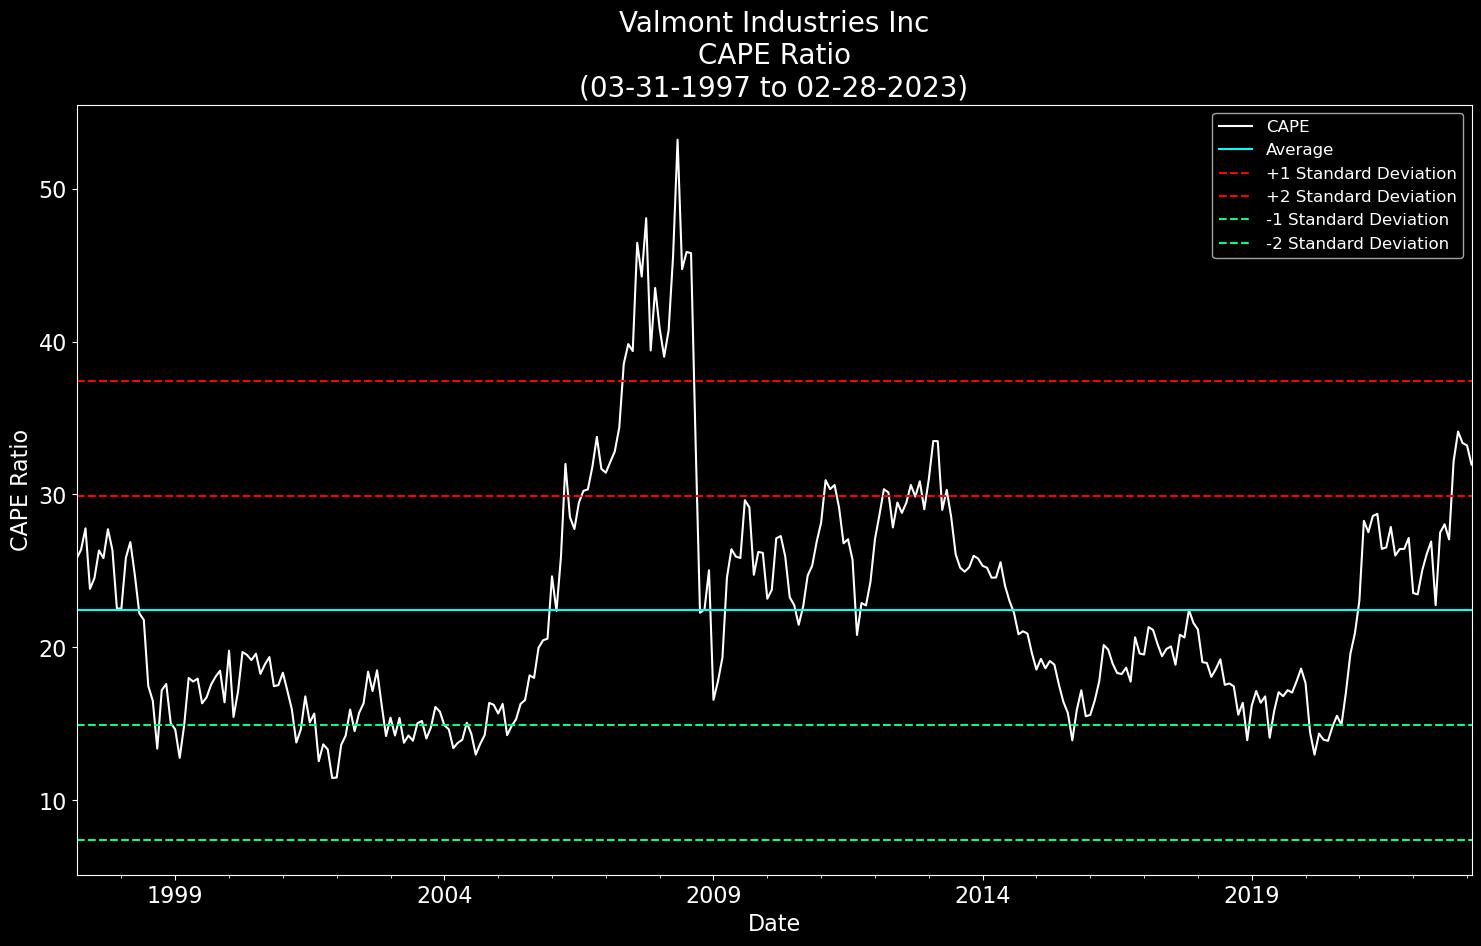 Valmont Industries Inc
CAPE Ratio
(03-31-1997 to 02-28-2023)
CAPE
Average
+1 Standard Deviation
+2 Standard Deviation
-1 Standard Deviation
-2 Standard Deviation
CAPE Ratio
50
40
30
20
10
1999
2004
2009
2014
2019
Date